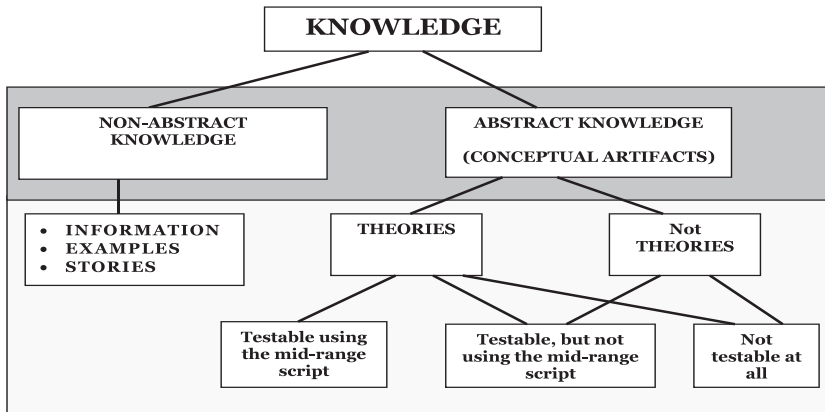 KNOWLEDGE
NON-ABSTRACT
KNOWLEDGE
ABSTRACT KNOWLEDGE
(CONCEPTUAL ARTIFACTS)
• INFORMATION
• EXAMPLES
• STORIES
THEORIES
Not
THEORIES
Testable using
the mid-range
script
Testable, but not
using the mid-range
script
Not
testable at
all